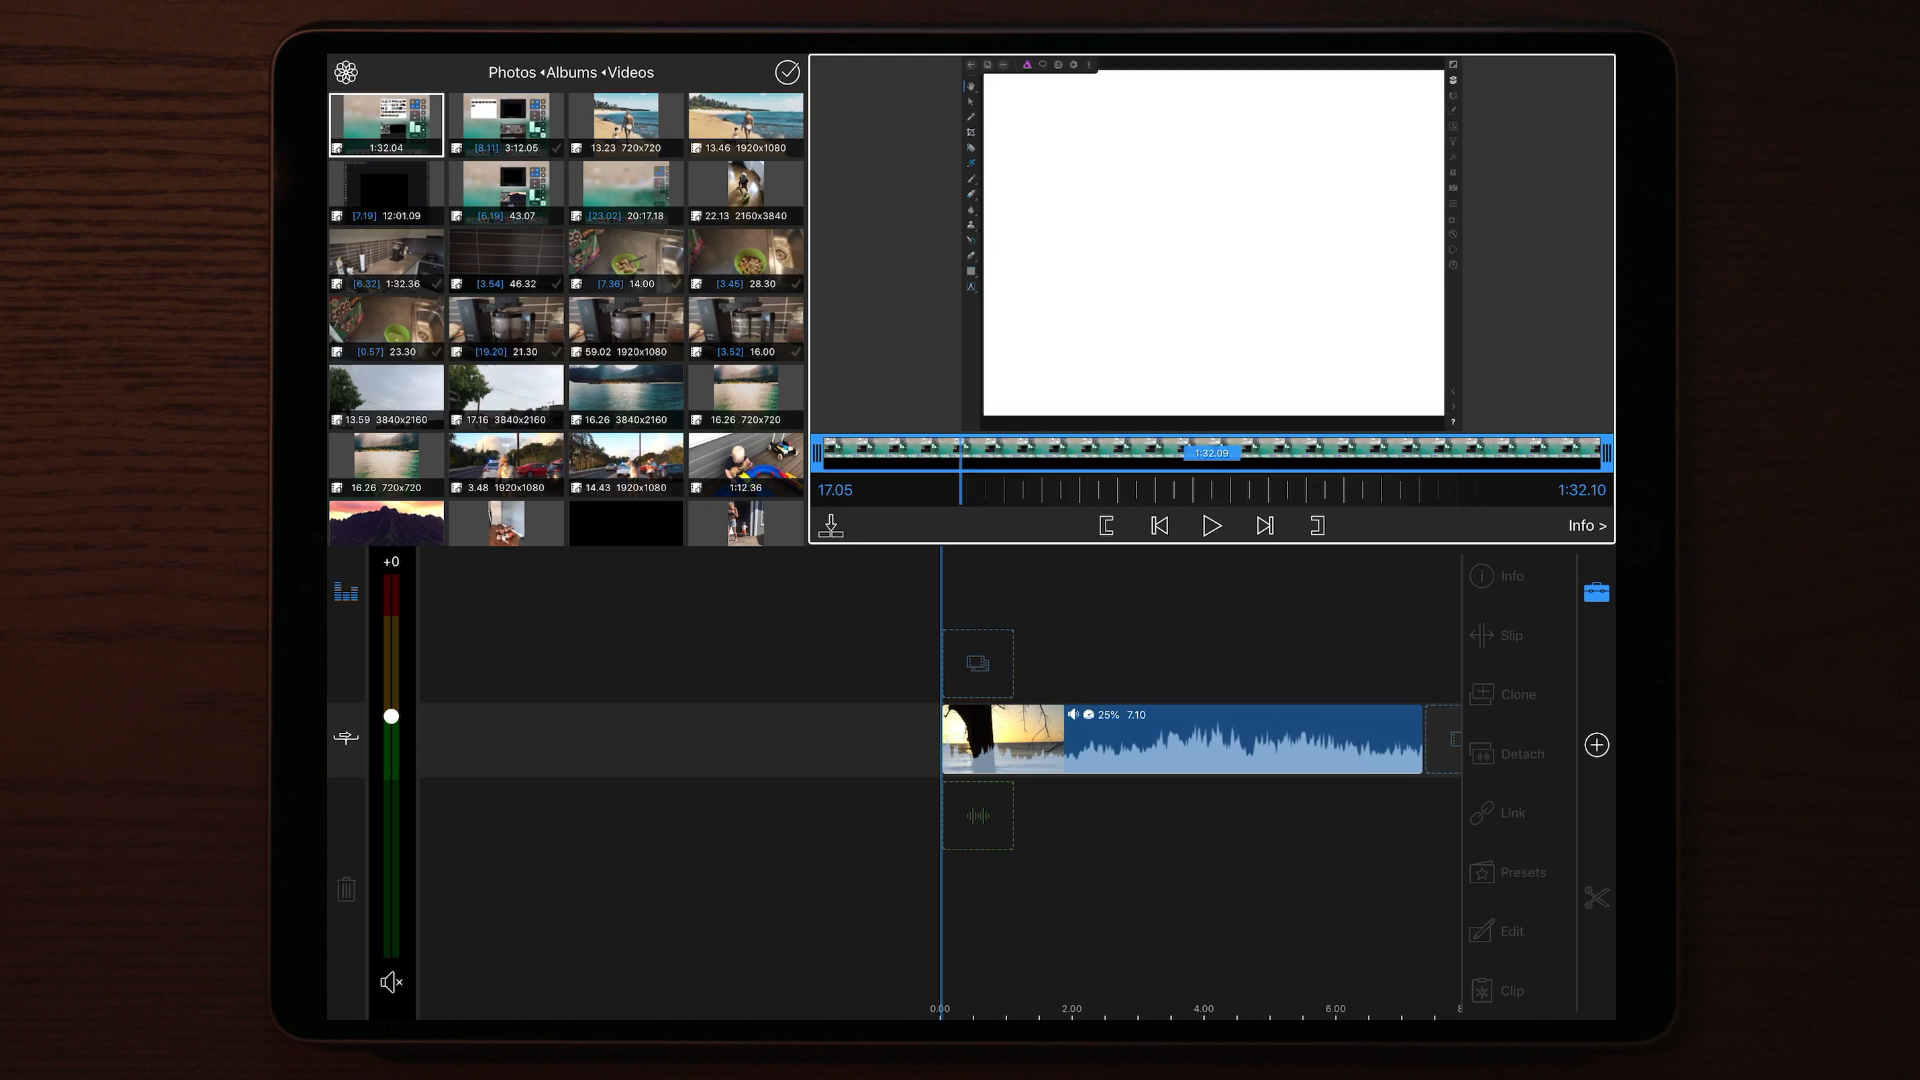 Photos ◂Albums ◂Videos
1:32.04
[8.11] 3:12.05
13.23 720x720
13.46 1920x1080
[7.19] 12:01.09
[6.19] 43.07
[23.02] 20:17.18
22.13 2160x3840
[6.32] 1:32.36
[3.54] 46.32
[7.36] 14.00
[3.45] 28.30
[0.57] 23.30
[19.20] 21.30
59.02 1920x1080
[3.52] 16.00
13.59 3840x2160
17.16 3840x2160
16.26 3840x2160
16.26 720x720
16.26 720x720
3.48 1920x1080
14.43 1920x1080
1:12.36
1:32.09
17.05
1:32.10
Info >
+0
25% 7.10
Info
Slip
Clone
Detach
Link
Presets
Edit
Clip
0.00
2.00
4.00
6.00
8